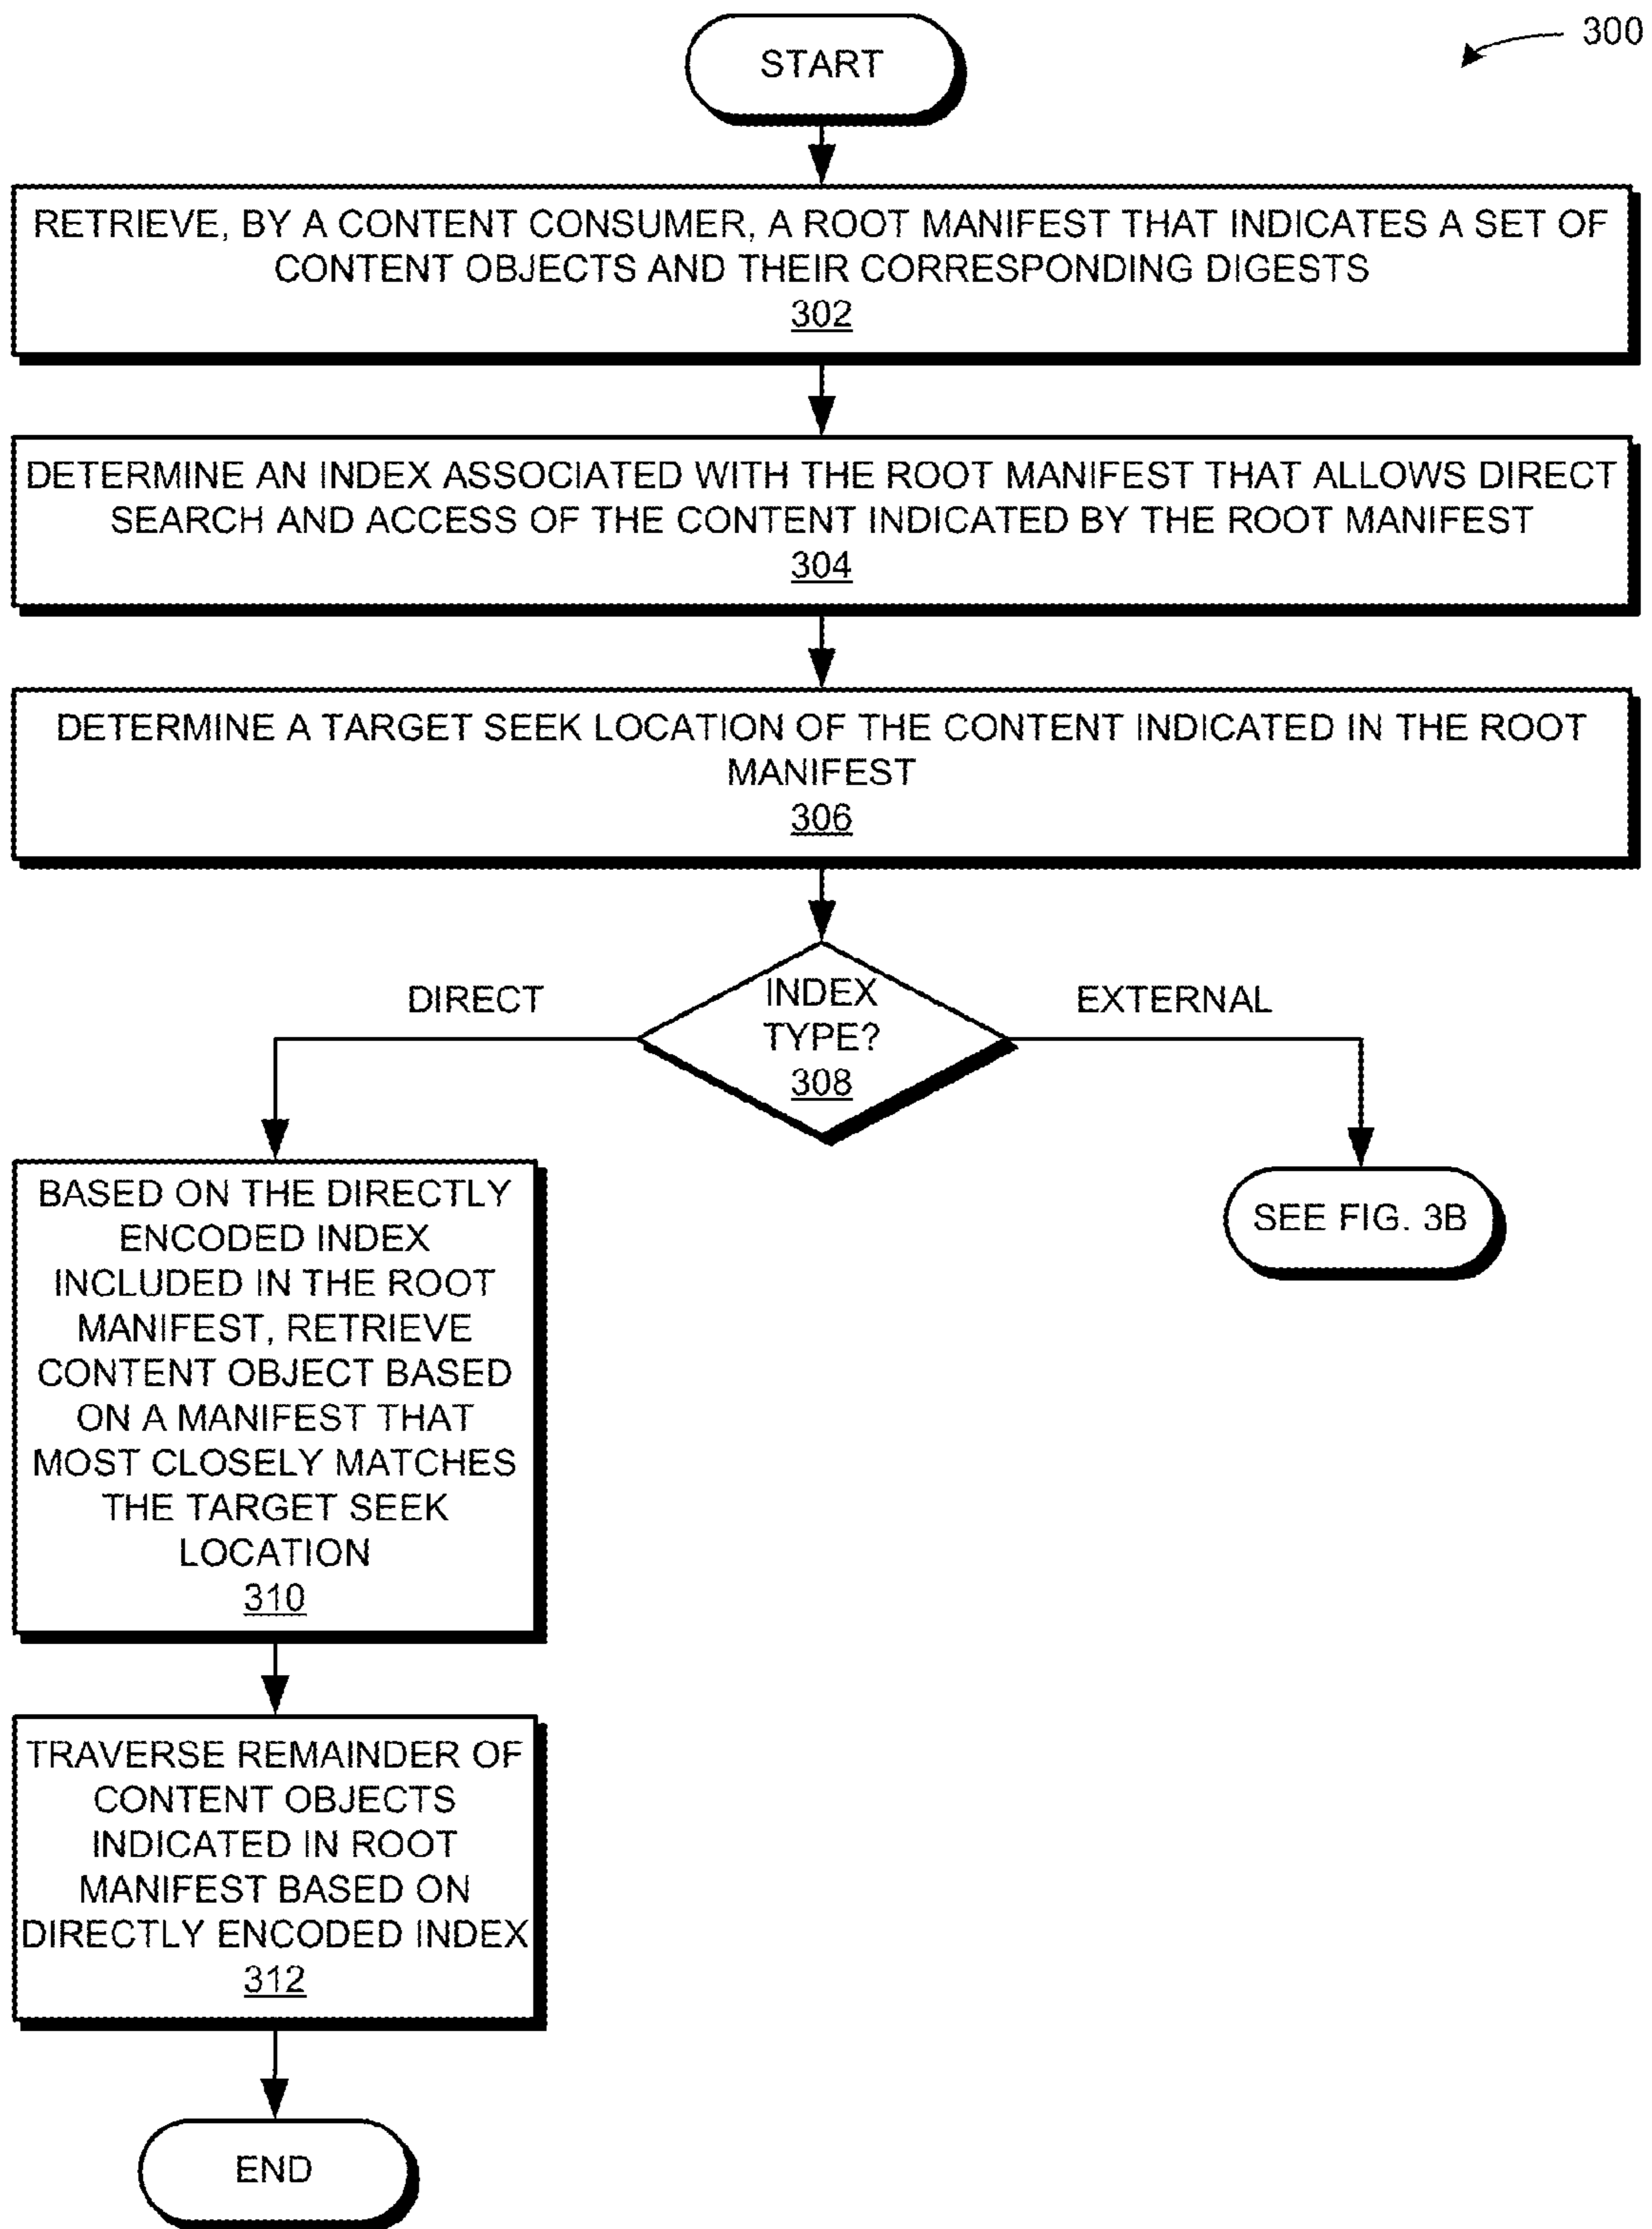 300
START
RETRIEVE, BY A CONTENT CONSUMER, A ROOT MANIFEST THAT INDICATES A SET OF
CONTENT OBJECTS AND THEIR CORRESPONDING DIGESTS
302
DETERMINE AN INDEX ASSOCIATED WITH THE ROOT MANIFEST THAT ALLOWS DIRECT
SEARCH AND ACCESS OF THE CONTENT INDICATED BY THE ROOT MANIFEST
304
DETERMINE A TARGET SEEK LOCATION OF THE CONTENT INDICATED IN THE ROOT
MANIFEST
306
INDEX
TYPE?
308
DIRECT
EXTERNAL
BASED ON THE DIRECTLY
ENCODED INDEX
INCLUDED IN THE ROOT
MANIFEST, RETRIEVE
CONTENT OBJECT BASED
ON A MANIFEST THAT
MOST CLOSELY MATCHES
THE TARGET SEEK
LOCATION
310
SEE FIG. 3B
TRAVERSE REMAINDER OF
CONTENT OBJECTS
INDICATED IN ROOT
MANIFEST BASED ON
DIRECTLY ENCODED INDEX
312
END